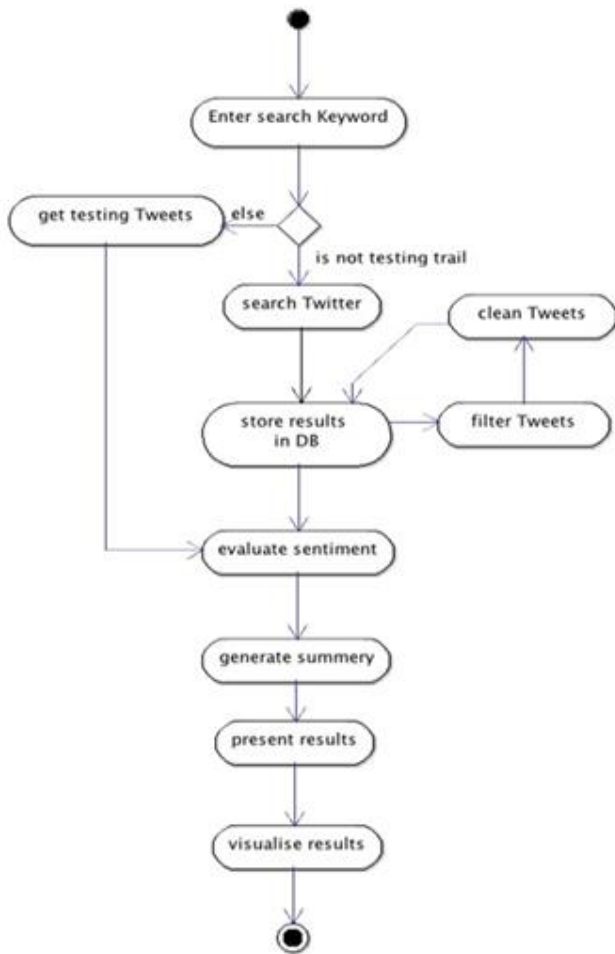 Enter search Keyword
get testing Tweets
else
is not testing trail
search Twitter
clean Tweets
store results
in DB
filter Tweets
evaluate sentiment
generate summery
present results
visualise results